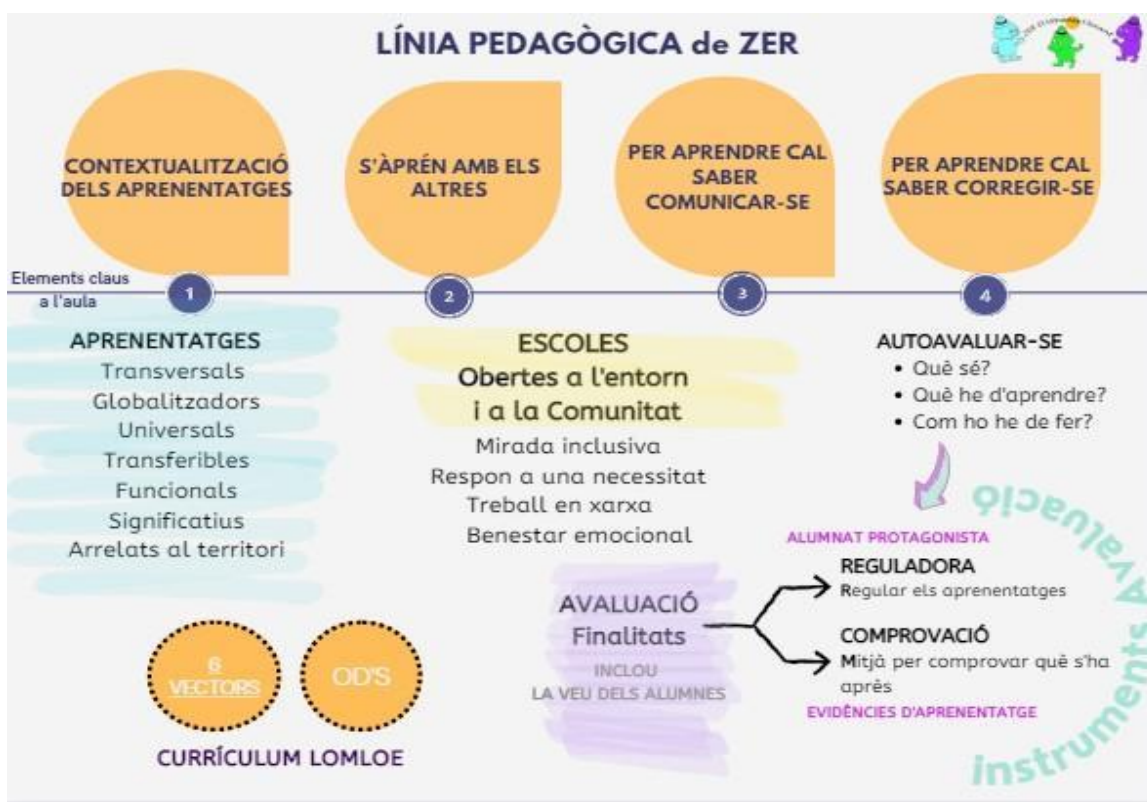 LÍNIA PEDAGÒGICA de ZER
CONTEXTUALITZACIÓ
DELS APRENENTATGES
S'ÀPRÉN AMB ELS
ALTRES
PER APRENDRE CAL
SABER
COMUNICAR-SE
PER APRENDRE CAL
SABER CORREGIR-SE
Elements claus
a l'aula
1
2
3
4
APRENENTATGES
Transversals
Globalitzadors
Universals
Transferibles
Funcionals
Significatius
Arrelats al territori
6
VECTORS
OD'S
CURRÍCULUM LOMLOE
ESCOLES
Obertes a l'entorn
i a la Comunitat
Mirada inclusiva
Respon a una necessitat
Treball en xarxa
Benestar emocional
AUTOAVALUAR-SE
• Què sé?
• Què he d'aprendre?
• Com ho he de fer?
AVALUACIÓ
Finalitats
INCLOU
LA VEU DELS ALUMNES
ALUMNAT PROTAGONISTA
REGULADORA
Regular els aprenentatges
COMPROVACIÓ
Mitjà per comprovar què s'ha
après
EVIDÈNCIES D'APRENENTATGE
instruments Avaluació